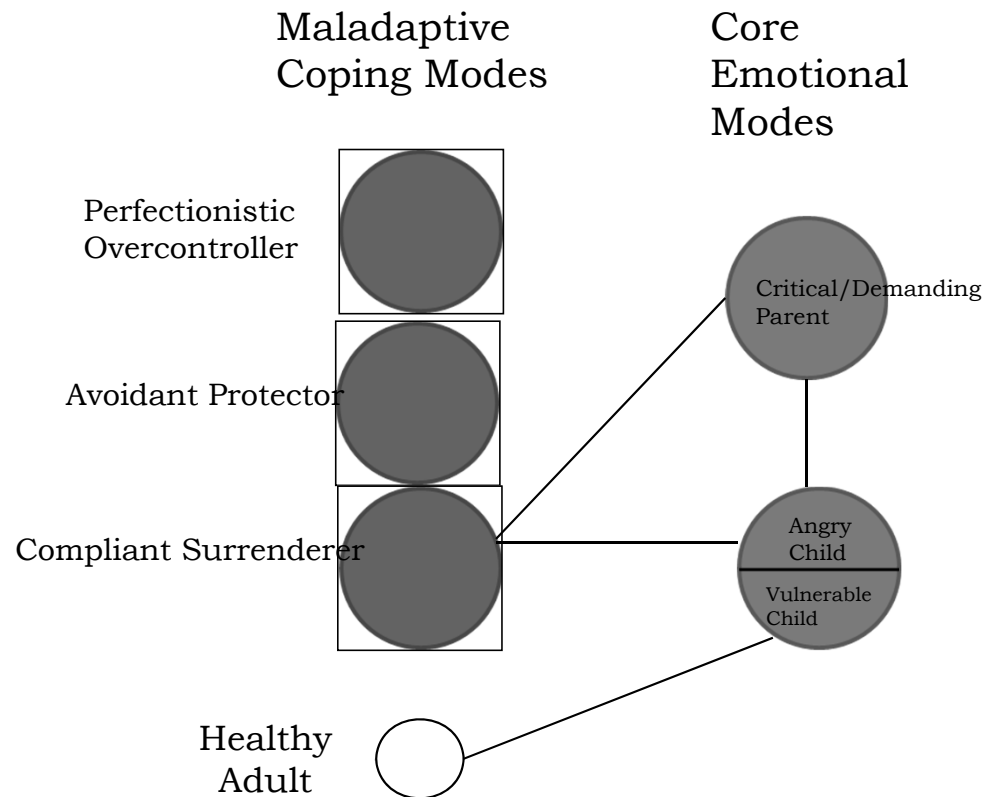 Maladaptive
Coping Modes
Core
Emotional
Modes
Perfectionistic
Overcontroller
Critical/Demanding
Parent
Avoidant Protector
Compliant Surrenderer
Angry
Child
Vulnerable
Child
Healthy
Adult